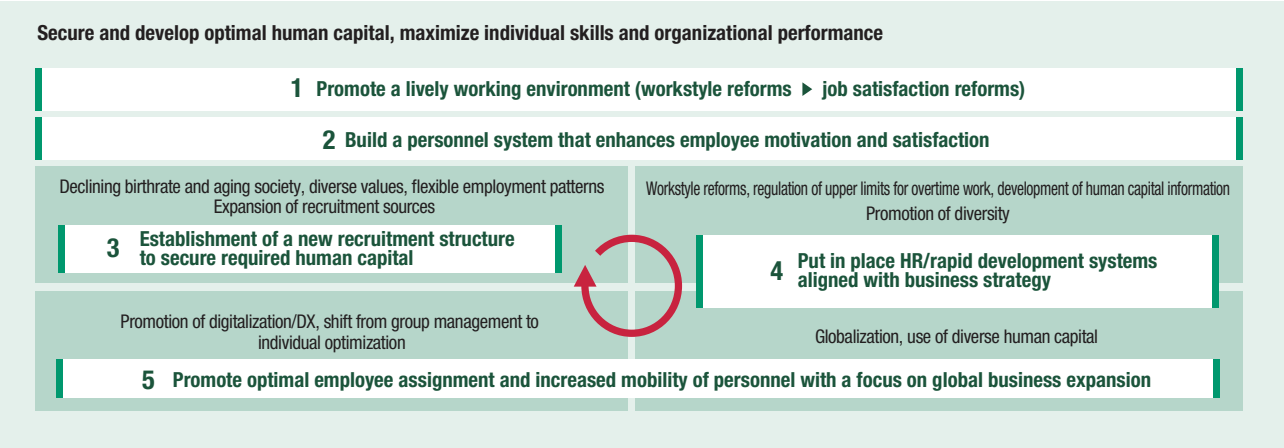 Secure and develop optimal human capital, maximize individual skills and organizational performance
1 Promote a lively working environment (workstyle reforms ▶ job satisfaction reforms)
2 Build a personnel system that enhances employee motivation and satisfaction
Declining birthrate and aging society, diverse values, flexible employment patterns
Expansion of recruitment sources
3 Establishment of a new recruitment structure
to secure required human capital
Workstyle reforms, regulation of upper limits for overtime work, development of human capital information
Promotion of diversity
4 Put in place HR/rapid development systems
aligned with business strategy
Promotion of digitalization/DX, shift from group management to
individual optimization
Globalization, use of diverse human capital
5 Promote optimal employee assignment and increased mobility of personnel with a focus on global business expansion